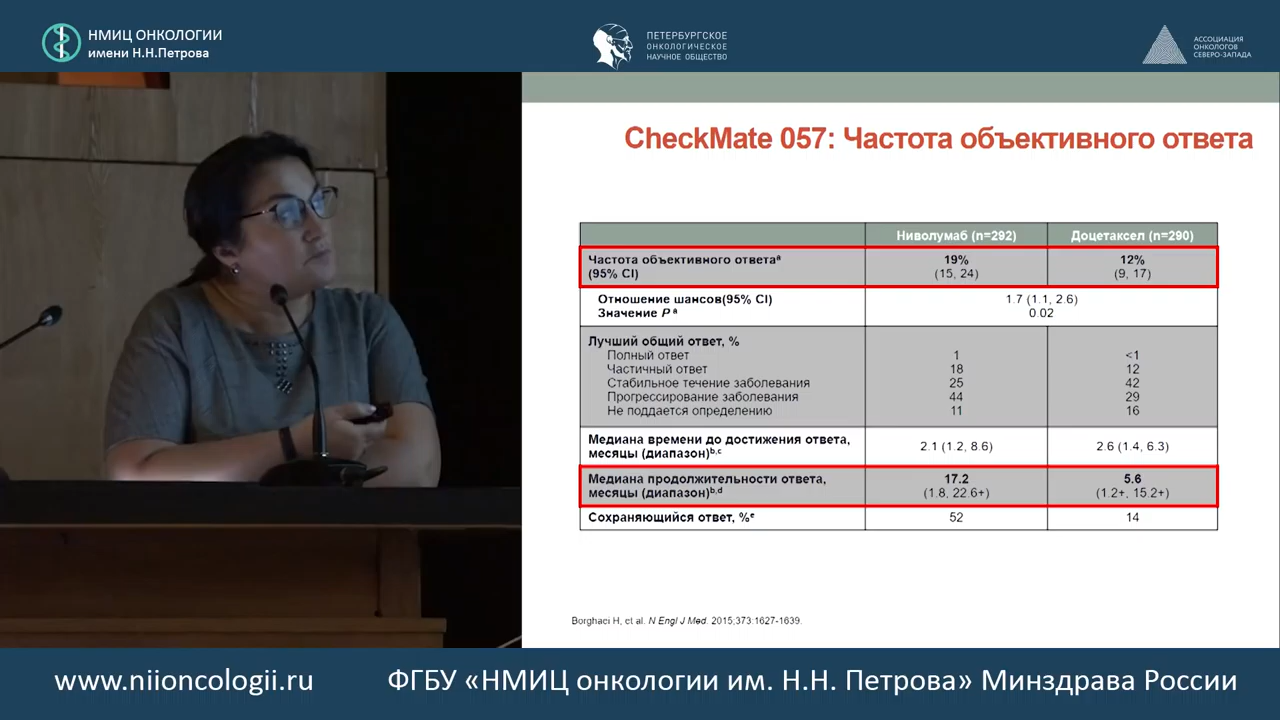 НМИЦ ОНКОЛОГИИ
имени Н.Н.Петрова
ПЕТЕРБУРГСКОЕ
ОНКОЛОГИЧЕСКОЕ
НАУЧНОЕ ОБЩЕСТВО
АССОЦИАЦИЯ
ОНКОЛОГОВ
СЕВЕРО-ЗАПАДА
CheckMate 057: Частота объективного ответа
Ниволумаб (n=292) Доцетаксел (n=290)
Частота объективного ответаᵃ 19% 12%
(95% CI) (15, 24) (9, 17)
Отношение шансов(95% CI) 1.7 (1.1, 2.6)
Значение P ᵃ 0.02
Лучший общий ответ, %
Полный ответ 1 <1
Частичный ответ 18 12
Стабильное течение заболевания 25 42
Прогрессирование заболевания 44 29
Не поддается определению 11 16
Медиана времени до достижения ответа,
месяцы (диапазон)ᵇ,ᶜ 2.1 (1.2, 8.6) 2.6 (1.4, 6.3)
Медиана продолжительности ответа, 17.2 5.6
месяцы (диапазон)ᵇ,ᵈ (1.8, 22.6+) (1.2+, 15.2+)
Сохраняющийся ответ, %ᵉ 52 14
Borghaei H, et al. N Engl J Med. 2015;373:1627-1639.
www.niioncologii.ru ФГБУ «НМИЦ онкологии им. Н.Н. Петрова» Минздрава России